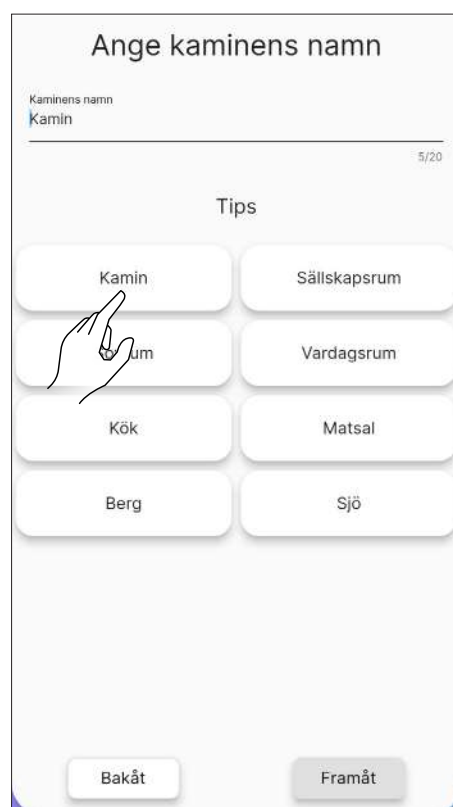 Ange kaminens namn
Kaminens namn
Kamin
5/20
Tips
Kamin
Sällskapsrum
Vardagsrum
Kök
Matsal
Berg
Sjö
Bakåt
Framåt